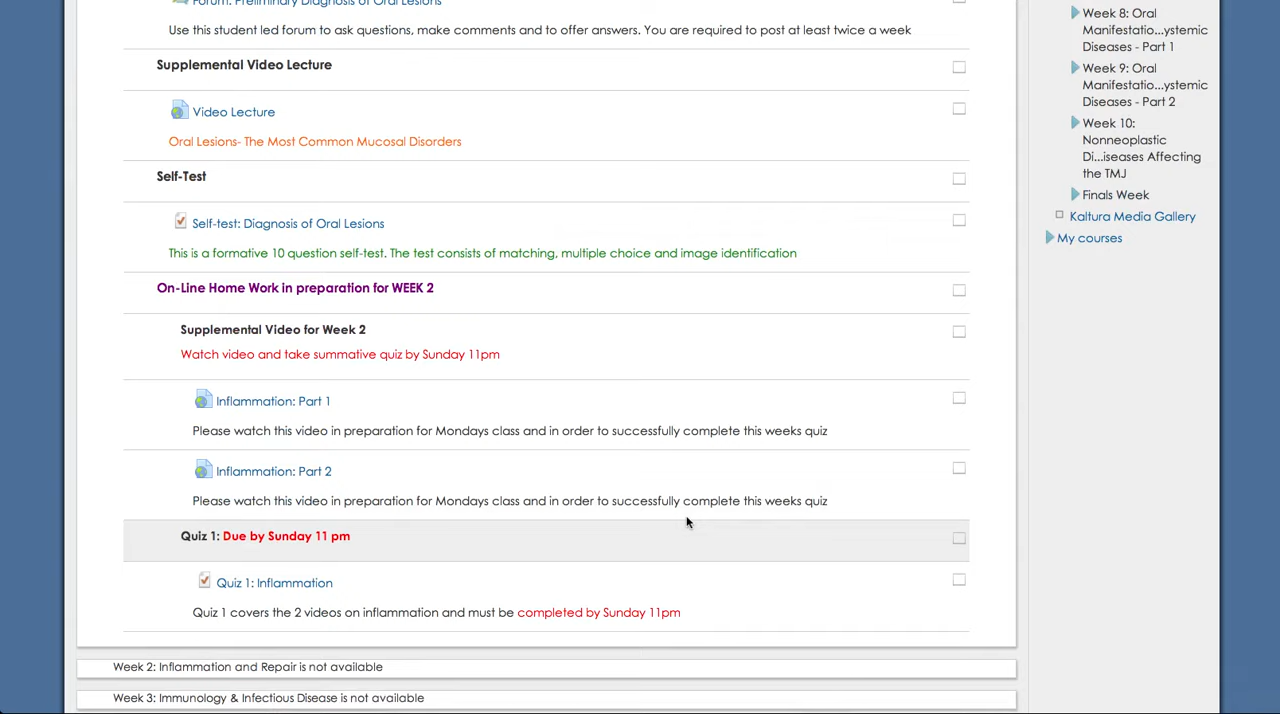 Forum: Preliminary Diagnosis of Oral Lesions
Use this student led forum to ask questions, make comments and to offer answers. You are required to post at least twice a week
Supplemental Video Lecture
Video Lecture
Oral Lesions- The Most Common Mucosal Disorders
Self-Test
Self-test: Diagnosis of Oral Lesions
This is a formative 10 question self-test. The test consists of matching, multiple choice and image identification
On-Line Home Work in preparation for WEEK 2
Supplemental Video for Week 2
Watch video and take summative quiz by Sunday 11pm
Inflammation: Part 1
Please watch this video in preparation for Mondays class and in order to successfully complete this weeks quiz
Inflammation: Part 2
Please watch this video in preparation for Mondays class and in order to successfully complete this weeks quiz
Quiz 1: Due by Sunday 11 pm
Quiz 1: Inflammation
Quiz 1 covers the 2 videos on inflammation and must be completed by Sunday 11pm
Week 2: Inflammation and Repair is not available
Week 3: Immunology & Infectious Disease is not available
Week 8: Oral
Manifestatio...ystemic
Diseases - Part 1
Week 9: Oral
Manifestatio...ystemic
Diseases - Part 2
Week 10:
Nonneoplastic
Di...iseases Affecting
the TMJ
Finals Week
Kaltura Media Gallery
My courses